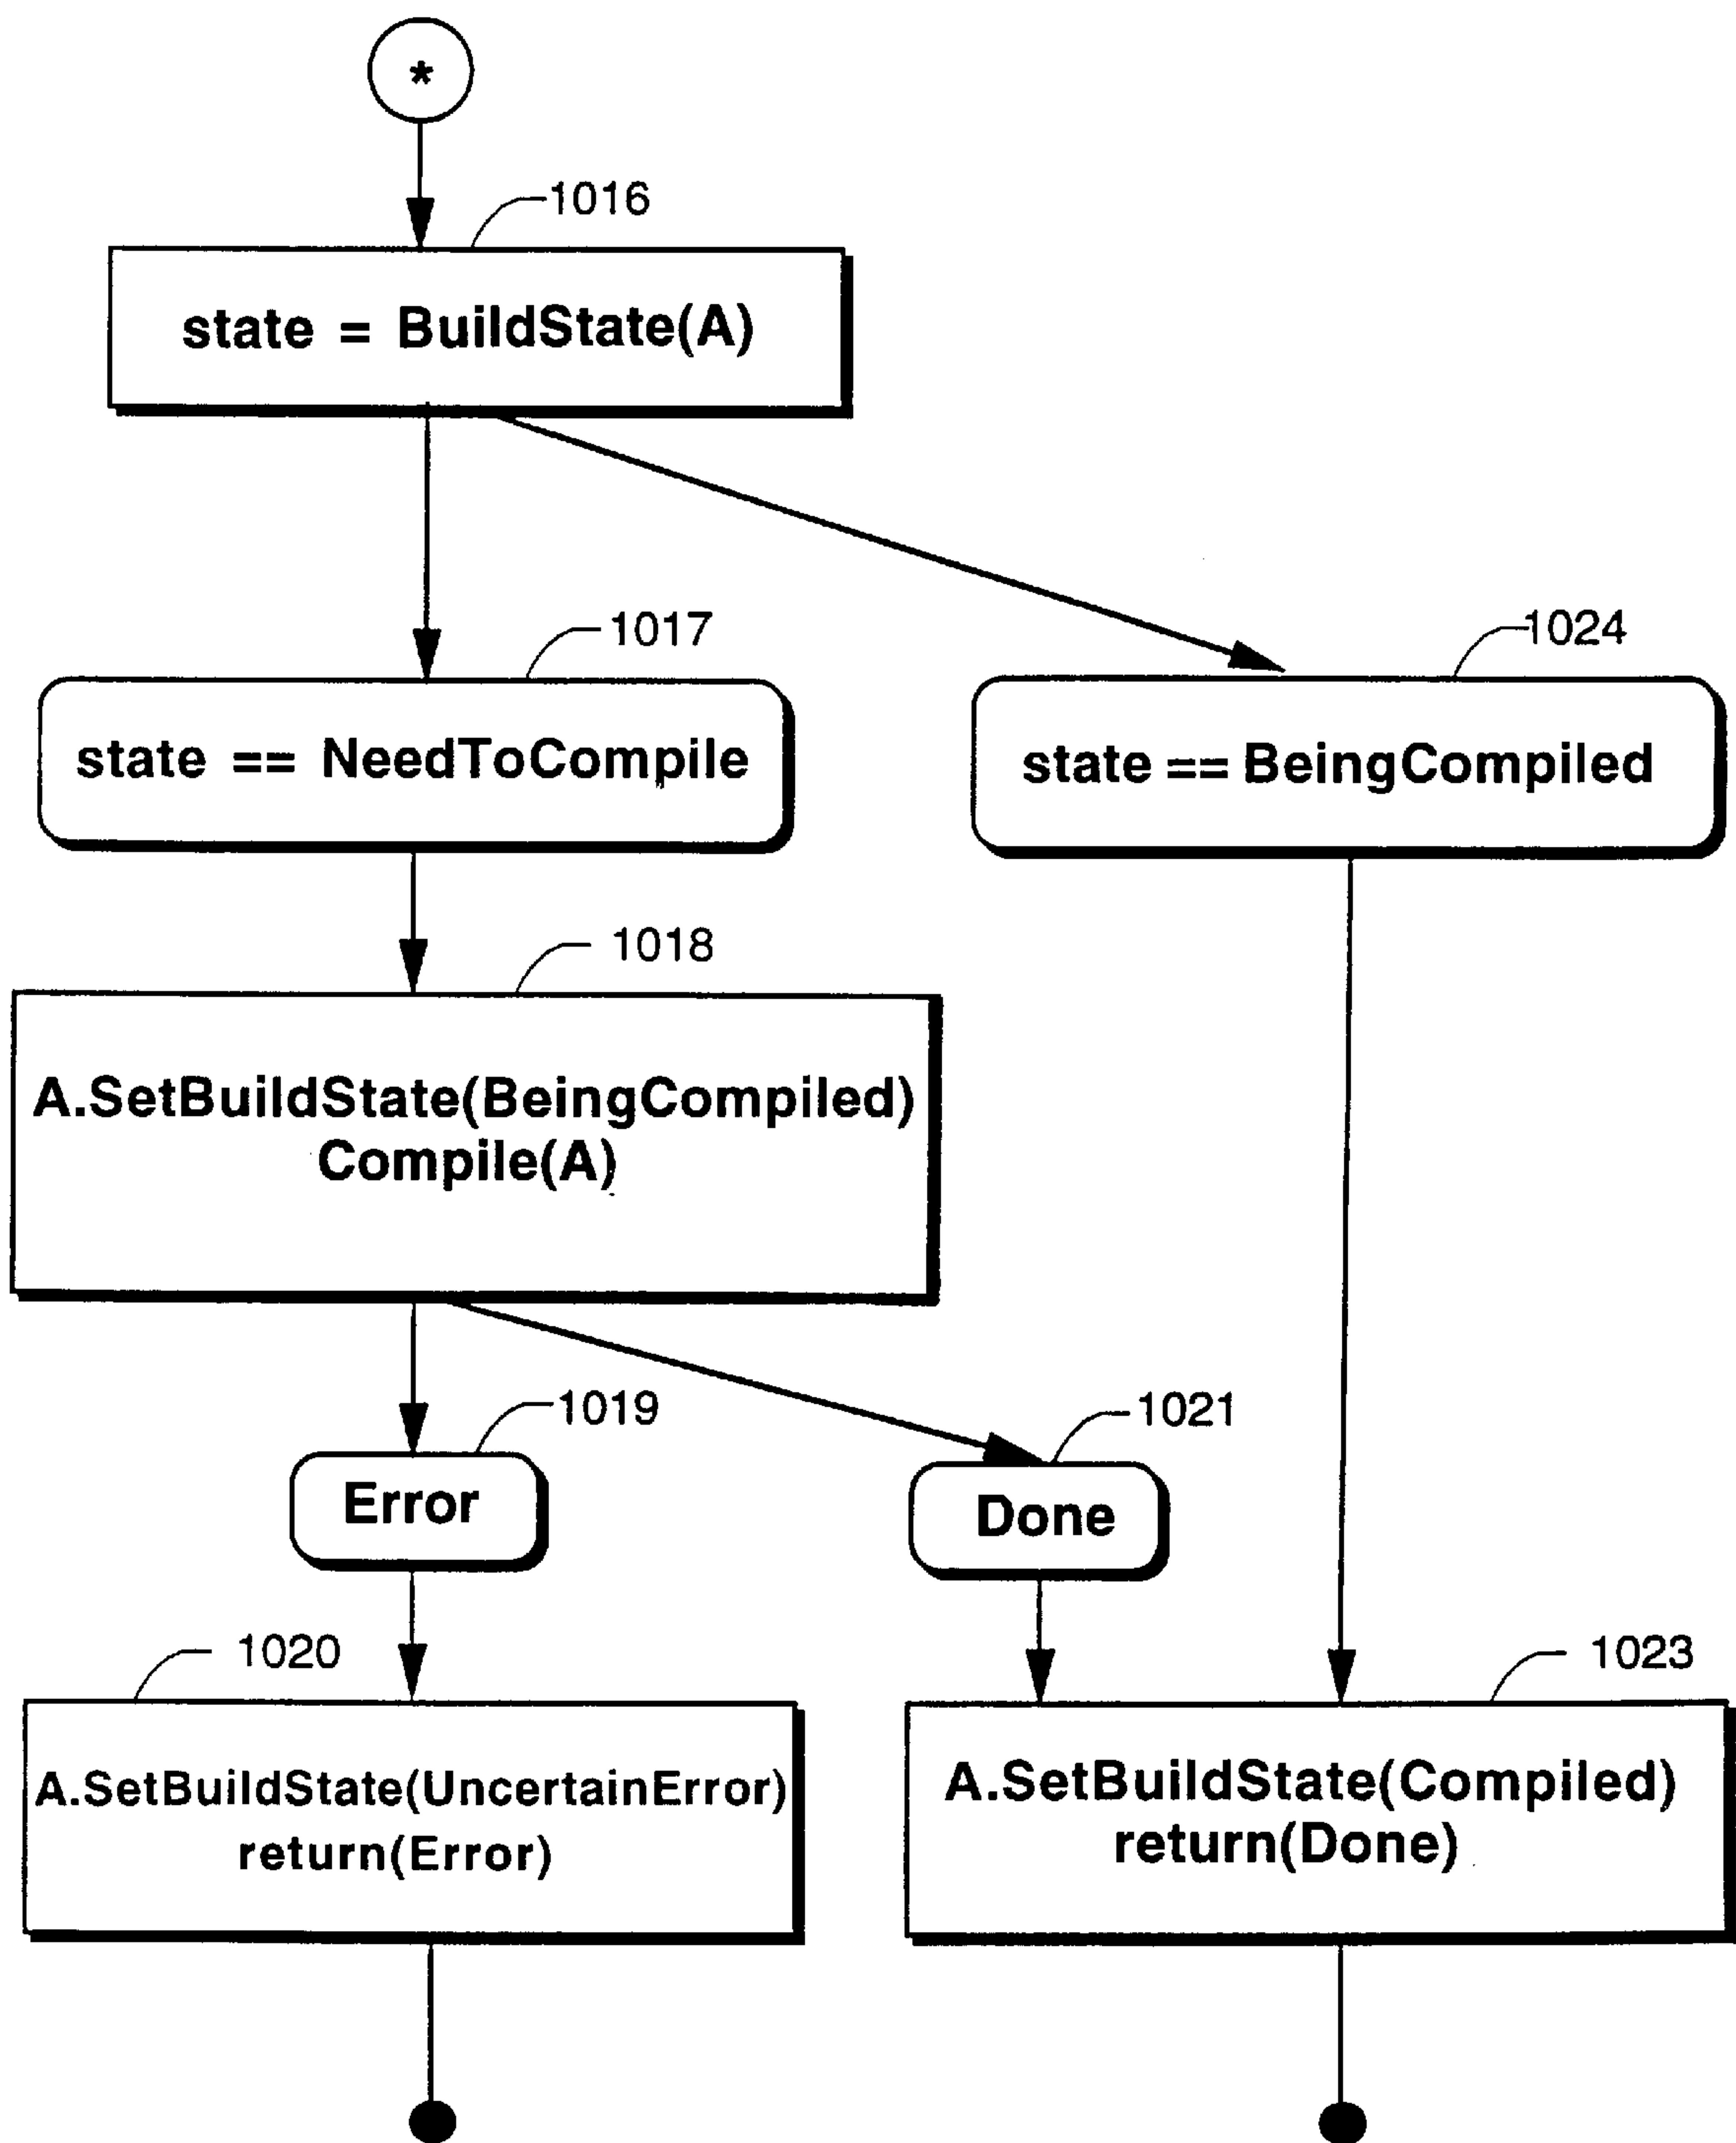 *
1016
state = BuildState(A)
1017
1024
state == NeedToCompile
state == BeingCompiled
1018
A.SetBuildState(BeingCompiled)
Compile(A)
1019
1021
Error
Done
1020
1023
A.SetBuildState(UncertainError)
return(Error)
A.SetBuildState(Compiled)
return(Done)